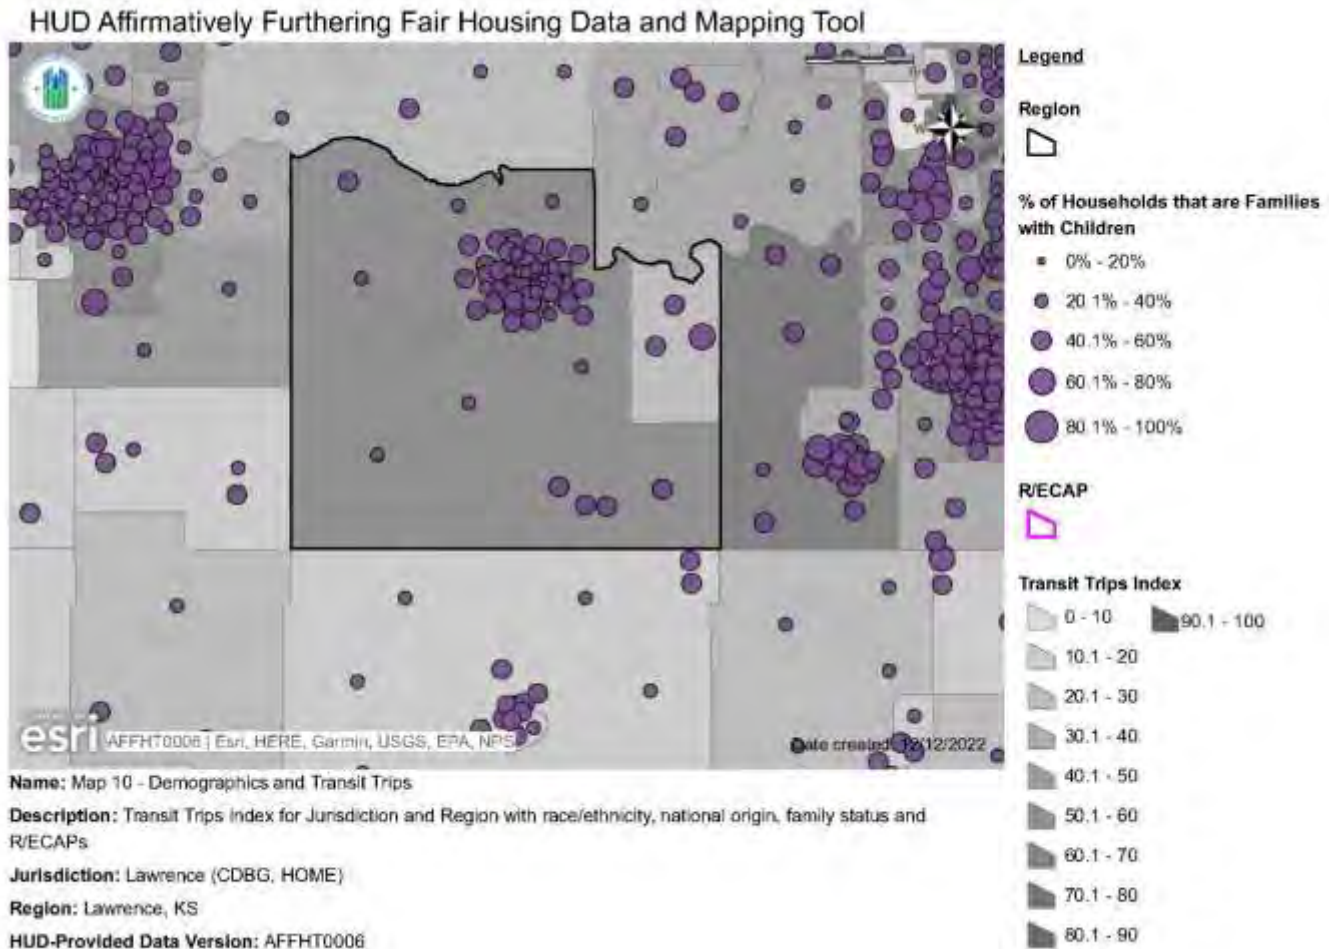 HUD Affirmatively Furthering Fair Housing Data and Mapping Tool
Legend
Region
% of Households that are Families
with Children
0% - 20%
20.1% - 40%
40.1% - 60%
60.1% - 80%
80.1% - 100%
R/ECAP
Transit Trips Index
0 - 10
90.1 - 100
10.1 - 20
20.1 - 30
30.1 - 40
40.1 - 50
50.1 - 60
60.1 - 70
70.1 - 80
80.1 - 90
W
esri
AFFHT0006 | Esri, HERE, Garmin, USGS, EPA, NPS
Date created: 12/12/2022
Name: Map 10 - Demographics and Transit Trips
Description: Transit Trips Index for Jurisdiction and Region with race/ethnicity, national origin, family status and
R/ECAPs
Jurisdiction: Lawrence (CDBG, HOME)
Region: Lawrence, KS
HUD-Provided Data Version: AFFHT0006